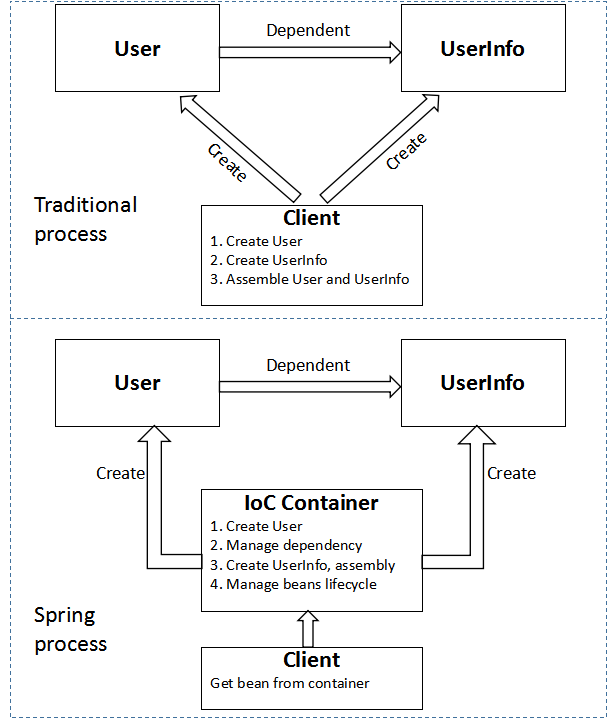 User
Dependent
UserInfo
Create
Create
Traditional
process
Client
1. Create User
2. Create UserInfo
3. Assemble User and UserInfo
User
Dependent
UserInfo
Create
Create
IoC Container
1. Create User
2. Manage dependency
3. Create UserInfo, assembly
4. Manage beans lifecycle
Spring
process
Client
Get bean from container